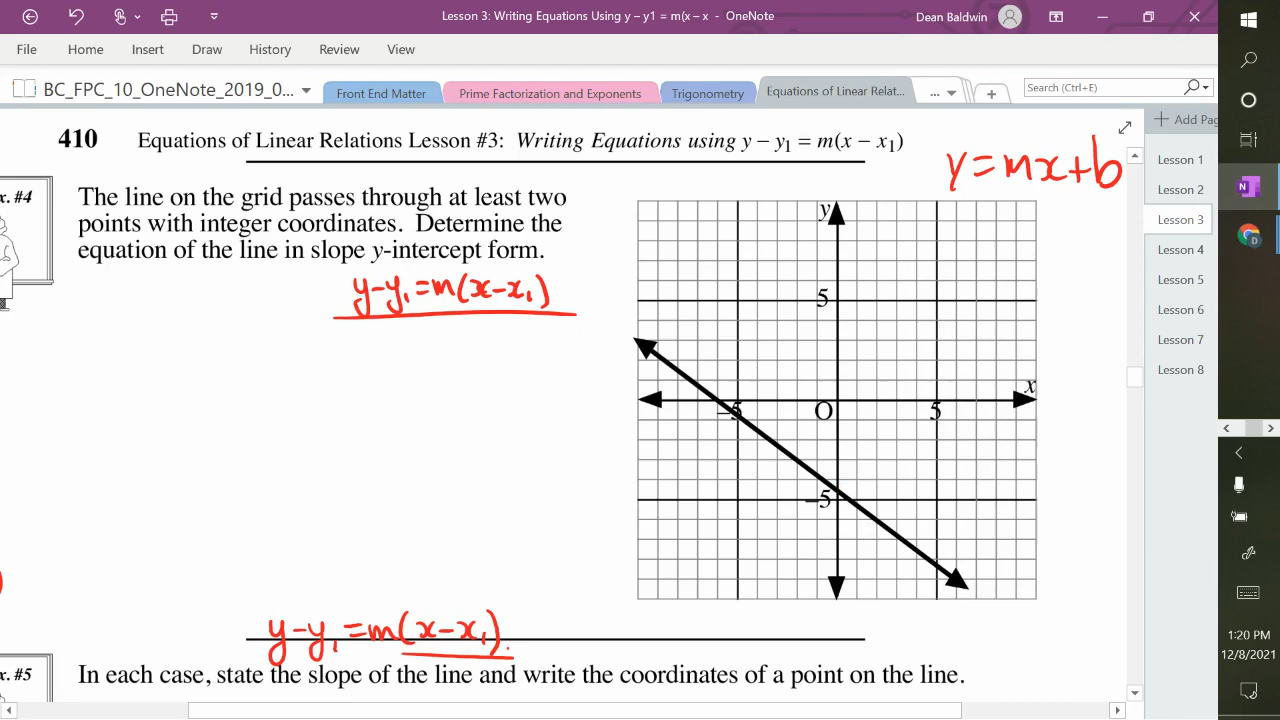 Lesson 3: Writing Equations Using y – y1 = m(x – x - OneNote
Dean Baldwin
File Home Insert Draw History Review View
BC_FPC_10_OneNote_2019_0...
Front End Matter
Prime Factorization and Exponents
Trigonometry
Equations of Linear Relat...
...
Search (Ctrl+E)
410 Equations of Linear Relations Lesson #3: Writing Equations using y – y₁ = m(x – x₁)
Add Pag
y = mx + b
Lesson 1
Lesson 2
Lesson 3
Lesson 4
Lesson 5
Lesson 6
Lesson 7
Lesson 8
x. #4
The line on the grid passes through at least two
points with integer coordinates. Determine the
equation of the line in slope y-intercept form.
y – y₁ = m(x – x₁)
y
5
x
–5
O
5
–5
y – y₁ = m(x – x₁)
x. #5
In each case, state the slope of the line and write the coordinates of a point on the line.
1:20 PM
12/8/2021